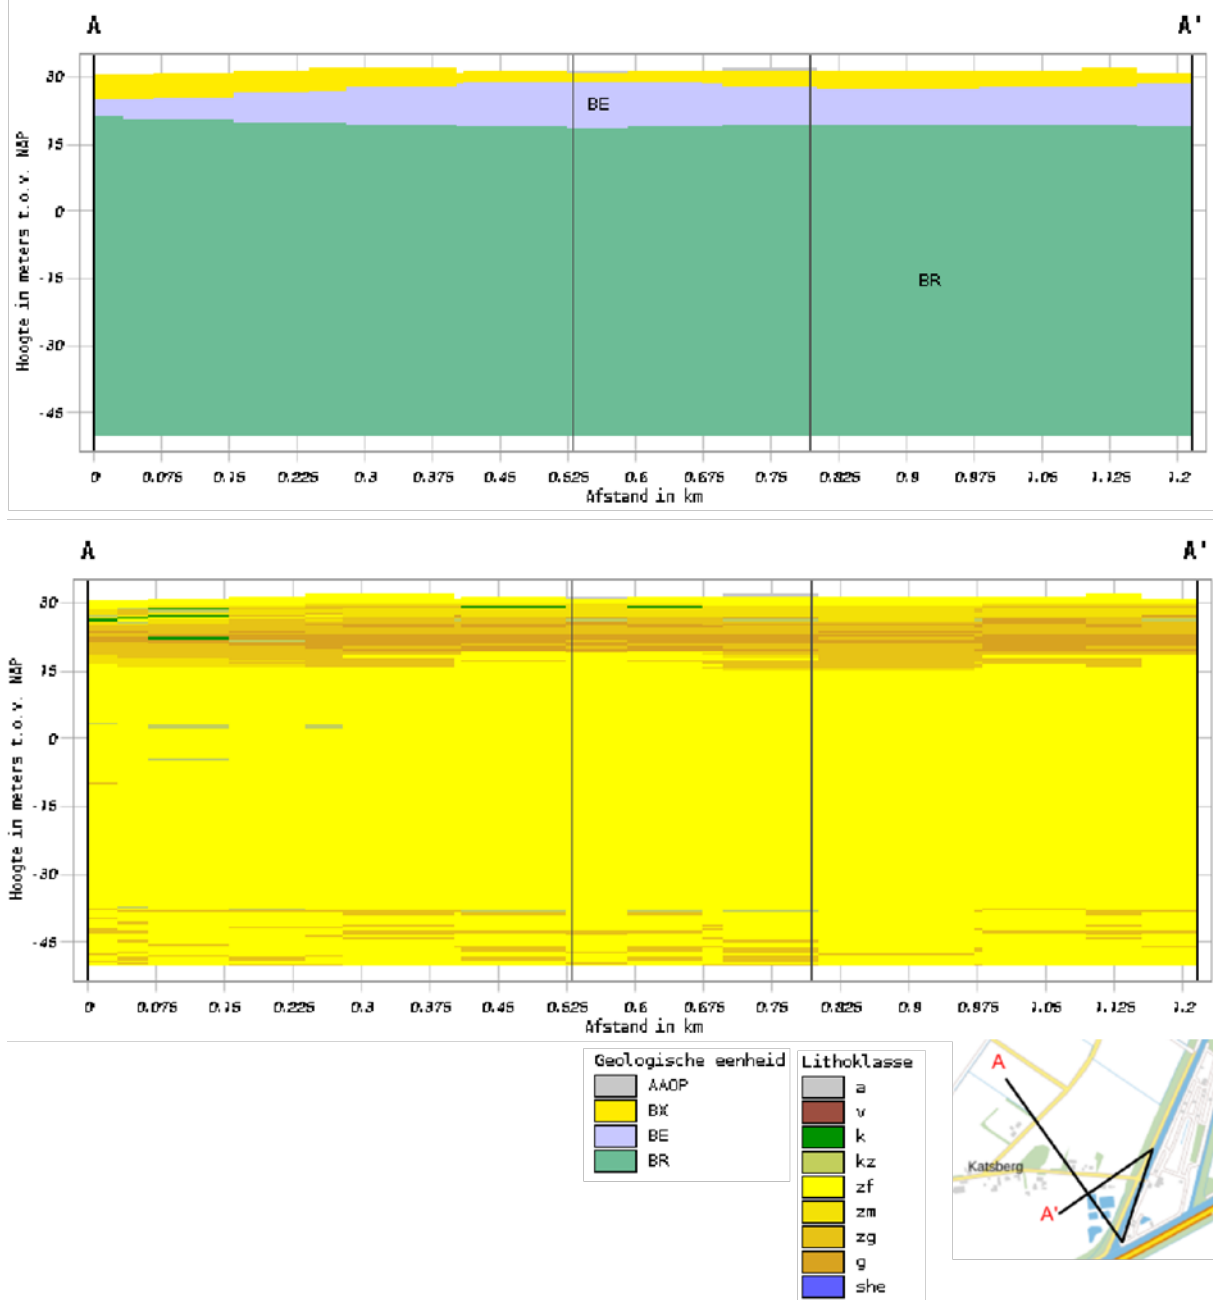 A A'
Hoogte in meters t.o.v. NAP
30
15
0
-15
-30
-45
BE
BR
0 0.075 0.15 0.225 0.3 0.375 0.45 0.525 0.6 0.675 0.75 0.825 0.9 0.975 1.05 1.125 1.2
Afstand in km
A A'
Hoogte in meters t.o.v. NAP
30
15
0
-15
-30
-45
0 0.075 0.15 0.225 0.3 0.375 0.45 0.525 0.6 0.675 0.75 0.825 0.9 0.975 1.05 1.125 1.2
Afstand in km
Geologische eenheid
AAOP
BX
BE
BR
Lithoklasse
a
v
k
kz
zf
zm
zg
g
she
A
Katsberg
A'